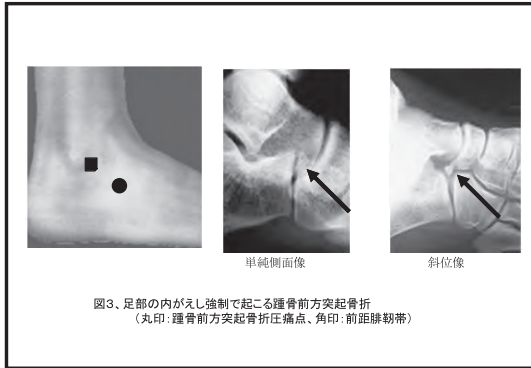 単純側面像
斜位像
図3、足部の内がえし強制で起こる踵骨前方突起骨折
（丸印：踵骨前方突起骨折圧痛点、角印：前距腓靭帯）